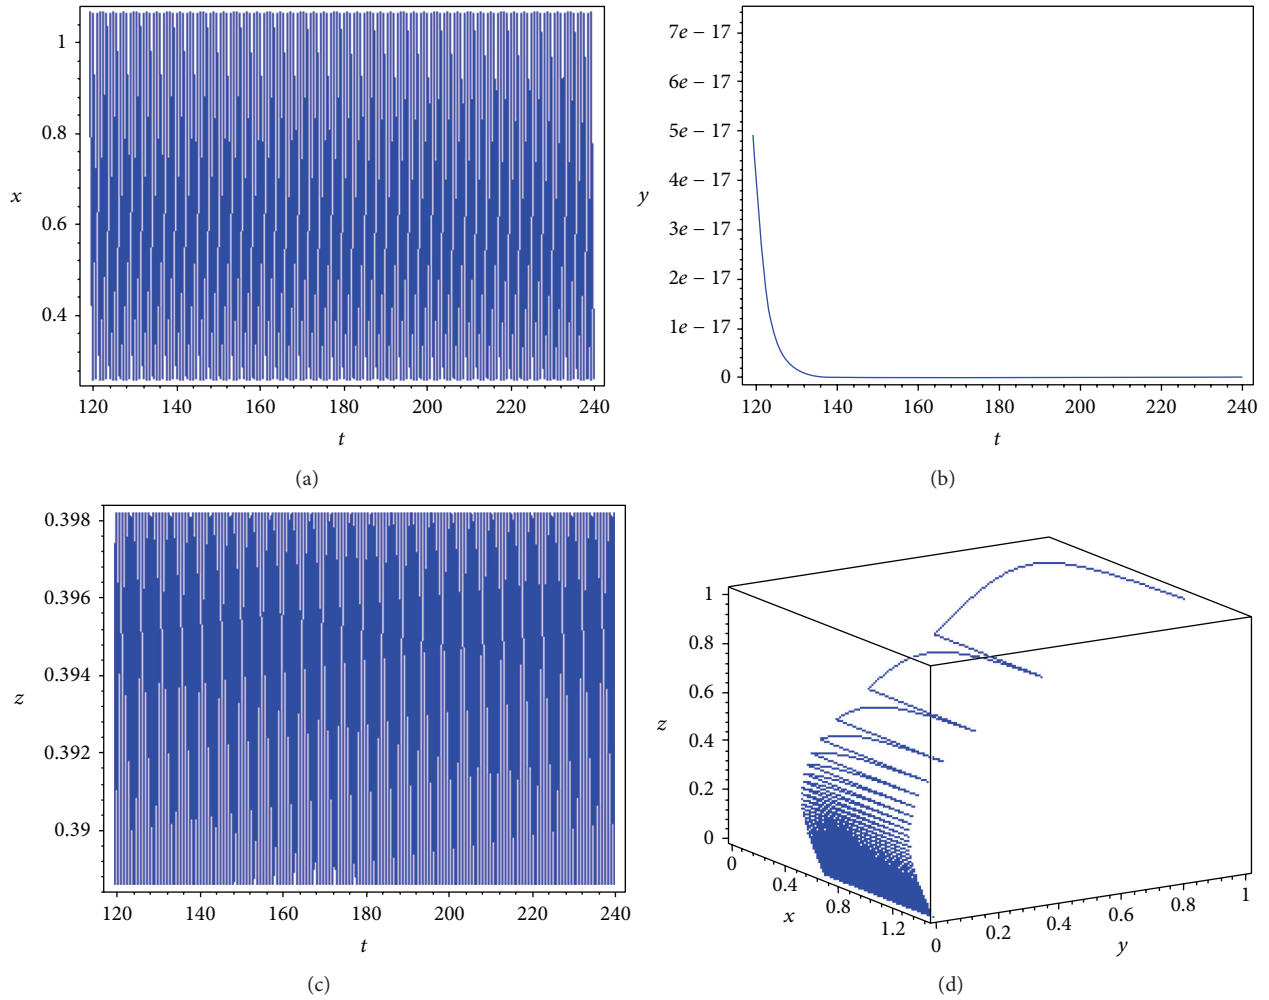 1
0.8
0.6
0.4
x
120 140 160 180 200 220 240
t
(a)
7e − 17
6e − 17
5e − 17
4e − 17
3e − 17
2e − 17
1e − 17
0
y
120 140 160 180 200 220 240
t
(b)
0.398
0.396
0.394
0.392
0.39
z
120 140 160 180 200 220 240
t
(c)
1
0.8
0.6
0.4
0.2
0
z
0 0.4 0.8 1.2
x
0 0.2 0.4 0.6 0.8 1
y
(d)